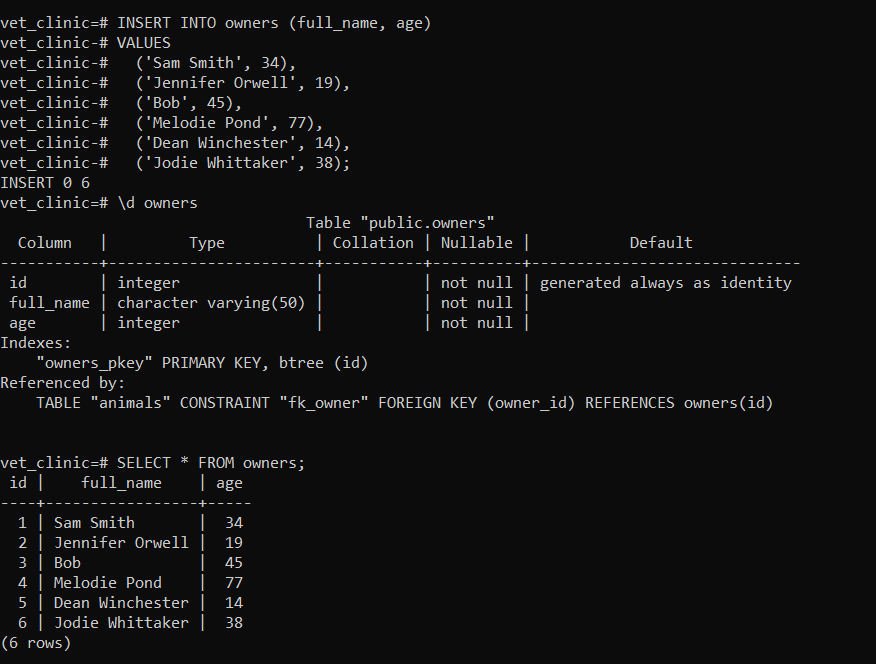 vet_clinic=# INSERT INTO owners (full_name, age)
vet_clinic-# VALUES
vet_clinic-#   ('Sam Smith', 34),
vet_clinic-#   ('Jennifer Orwell', 19),
vet_clinic-#   ('Bob', 45),
vet_clinic-#   ('Melodie Pond', 77),
vet_clinic-#   ('Dean Winchester', 14),
vet_clinic-#   ('Jodie Whittaker', 38);
INSERT 0 6
vet_clinic=# \d owners
                                  Table "public.owners"
  Column   |         Type          | Collation | Nullable |           Default
-----------+-----------------------+-----------+----------+------------------------------
 id        | integer               |           | not null | generated always as identity
 full_name | character varying(50) |           | not null |
 age       | integer               |           | not null |
Indexes:
    "owners_pkey" PRIMARY KEY, btree (id)
Referenced by:
    TABLE "animals" CONSTRAINT "fk_owner" FOREIGN KEY (owner_id) REFERENCES owners(id)


vet_clinic=# SELECT * FROM owners;
 id |    full_name    | age
----+-----------------+-----
  1 | Sam Smith       |  34
  2 | Jennifer Orwell |  19
  3 | Bob             |  45
  4 | Melodie Pond    |  77
  5 | Dean Winchester |  14
  6 | Jodie Whittaker |  38
(6 rows)